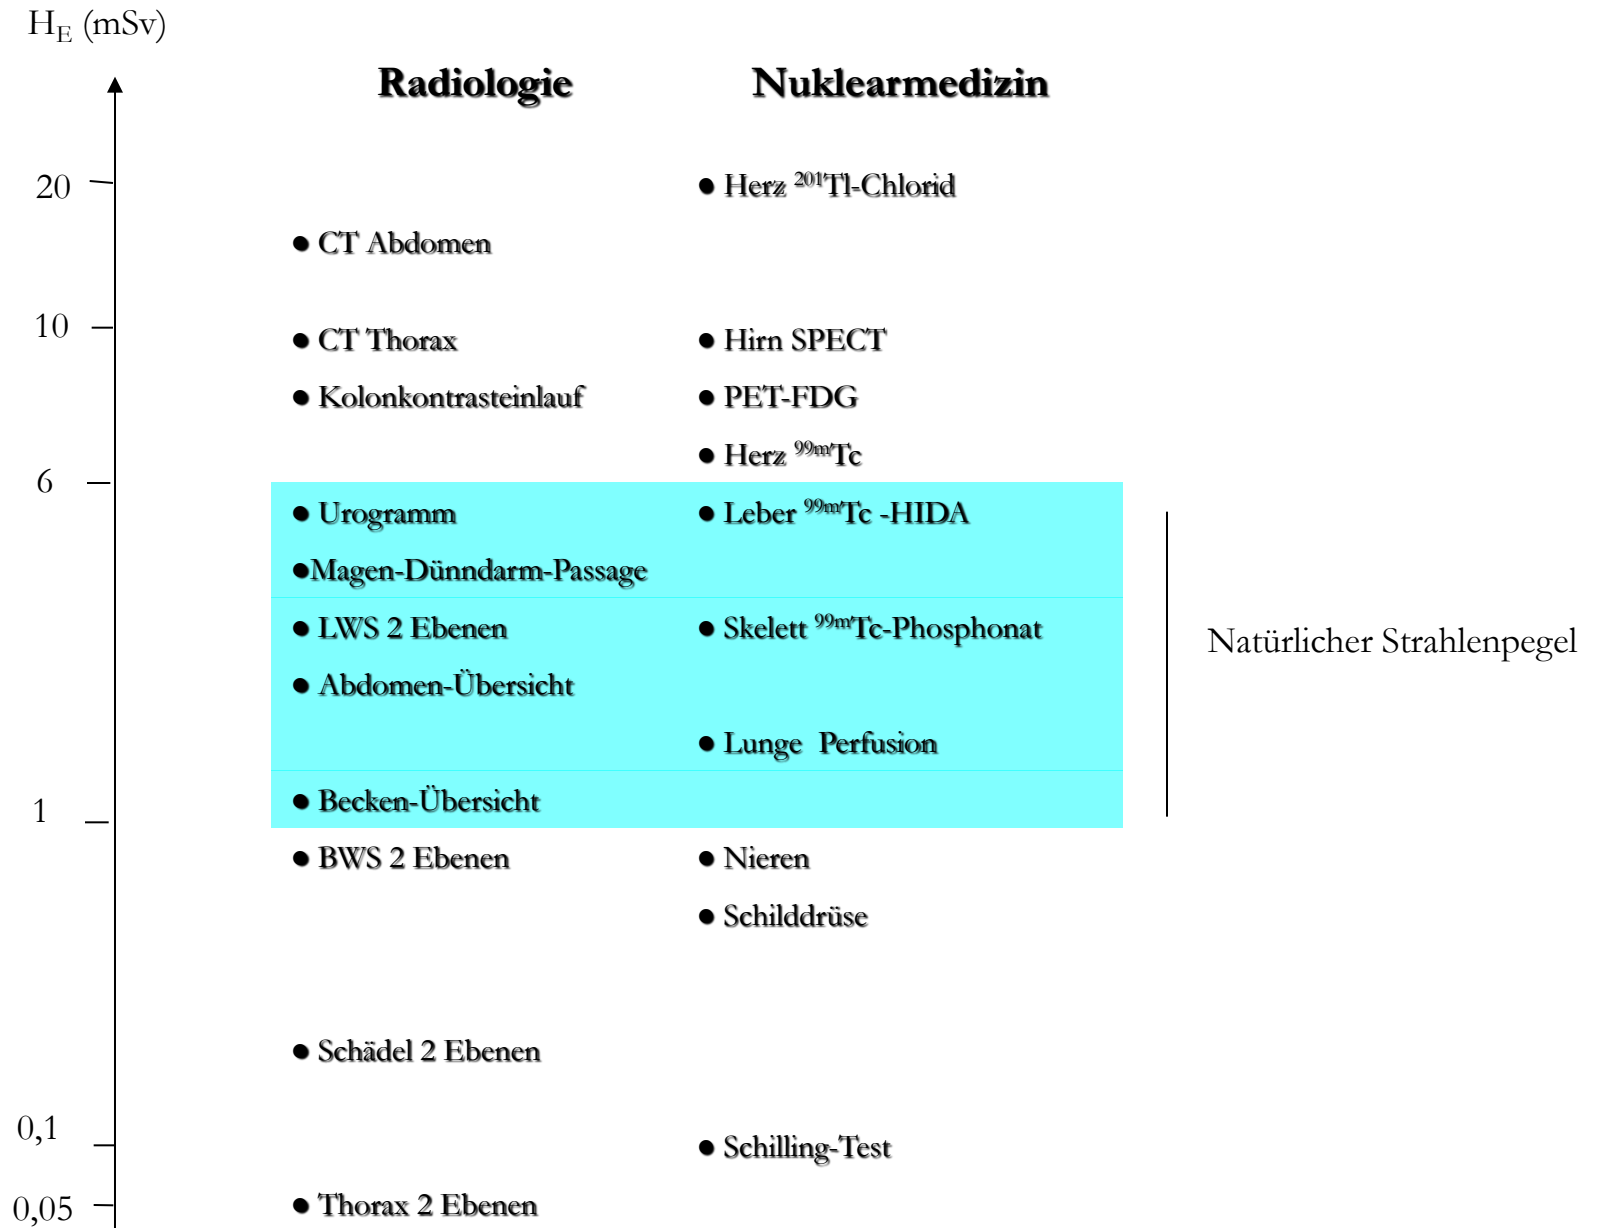 H_E (mSv)
Radiologie Nuklearmedizin
20 ● Herz ²⁰¹Tl-Chlorid
● CT Abdomen
10 ● CT Thorax ● Hirn SPECT
● Kolonkontrasteinlauf ● PET-FDG
● Herz ⁹⁹ᵐTc
6
● Urogramm ● Leber ⁹⁹ᵐTc -HIDA
●Magen-Dünndarm-Passage
● LWS 2 Ebenen ● Skelett ⁹⁹ᵐTc-Phosphonat
Natürlicher Strahlenpegel
● Abdomen-Übersicht
● Lunge Perfusion
1 ● Becken-Übersicht
● BWS 2 Ebenen ● Nieren
● Schilddrüse
● Schädel 2 Ebenen
0,1 ● Schilling-Test
0,05 ● Thorax 2 Ebenen